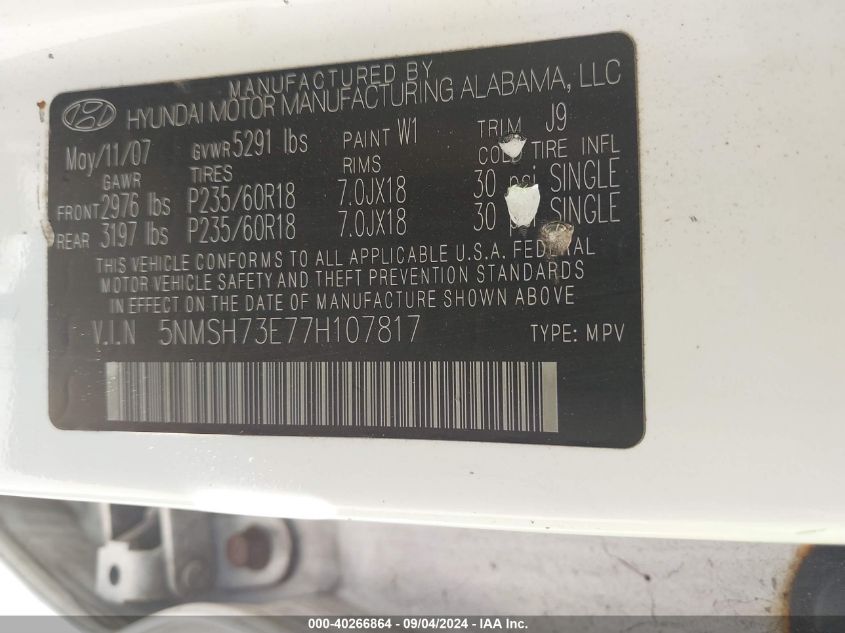 MANUFACTURED BY
HYUNDAI MOTOR MANUFACTURING ALABAMA, LLC
May/11/07 GVWR 5291 lbs PAINT W1 TRIM J9
GAWR TIRES RIMS TIRE INFL
FRONT 2976 lbs P235/60R18 7.0JX18 30 SINGLE
REAR 3197 lbs P235/60R18 7.0JX18 30 SINGLE
THIS VEHICLE CONFORMS TO ALL APPLICABLE U.S.A. FEDERAL
MOTOR VEHICLE SAFETY AND THEFT PREVENTION STANDARDS
IN EFFECT ON THE DATE OF MANUFACTURE SHOWN ABOVE
V.I.N 5NMSH73E77H107817 TYPE: MPV
000-40266864 - 09/04/2024 - IAA Inc.